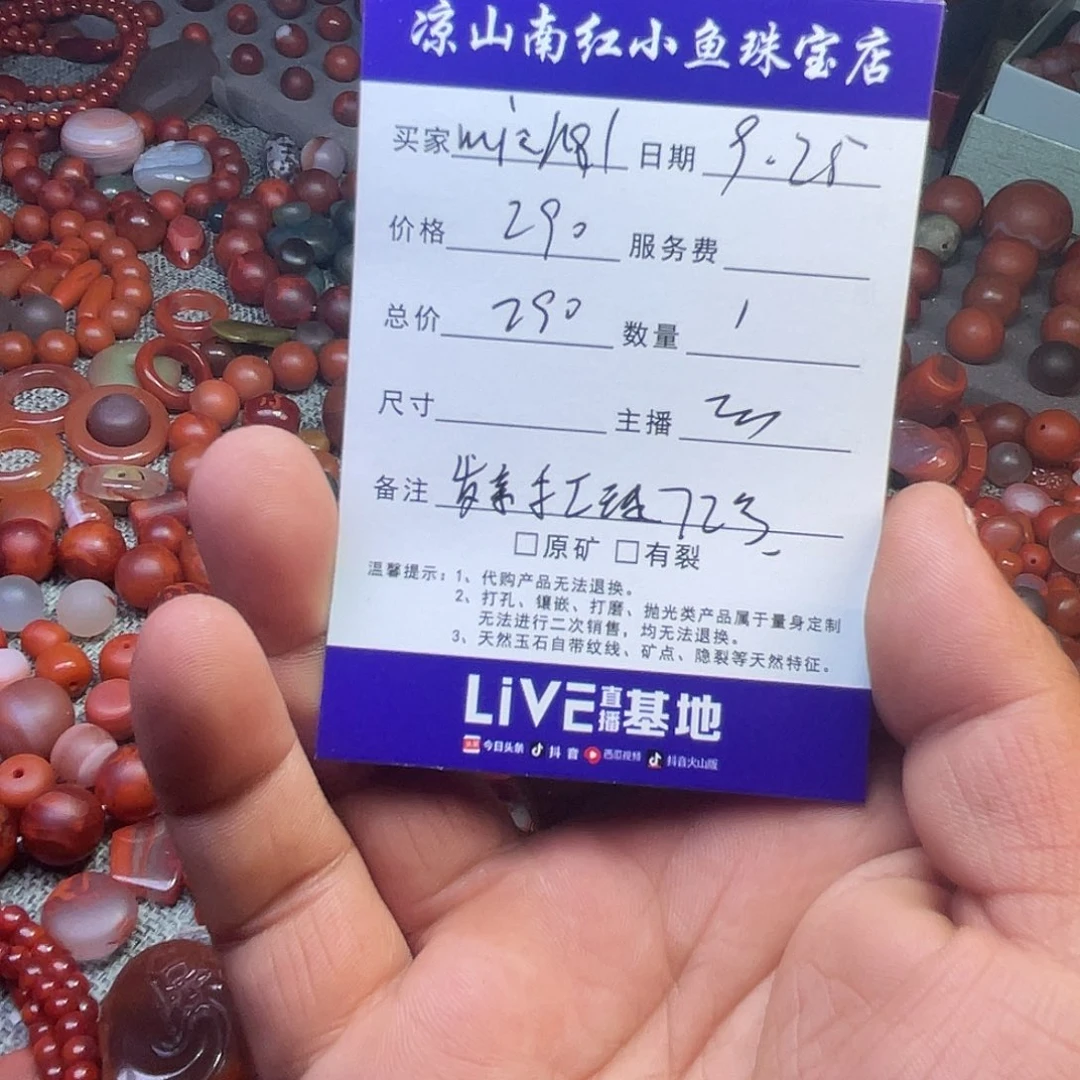 凉山南红小鱼珠宝店
买家 日期 9.25
价格 290 服务费
总价 290 数量 1
尺寸 主播
备注
□原矿 □有裂
温馨提示：1、代购产品无法退换。
2、打孔、镶嵌、打磨、抛光类产品属于量身定制
无法进行二次销售，均无法退换。
3、天然玉石自带纹线、矿点、隐裂等天然特征。
LiVE直播基地
头条 今日头条 抖音 西瓜视频 抖音火山版